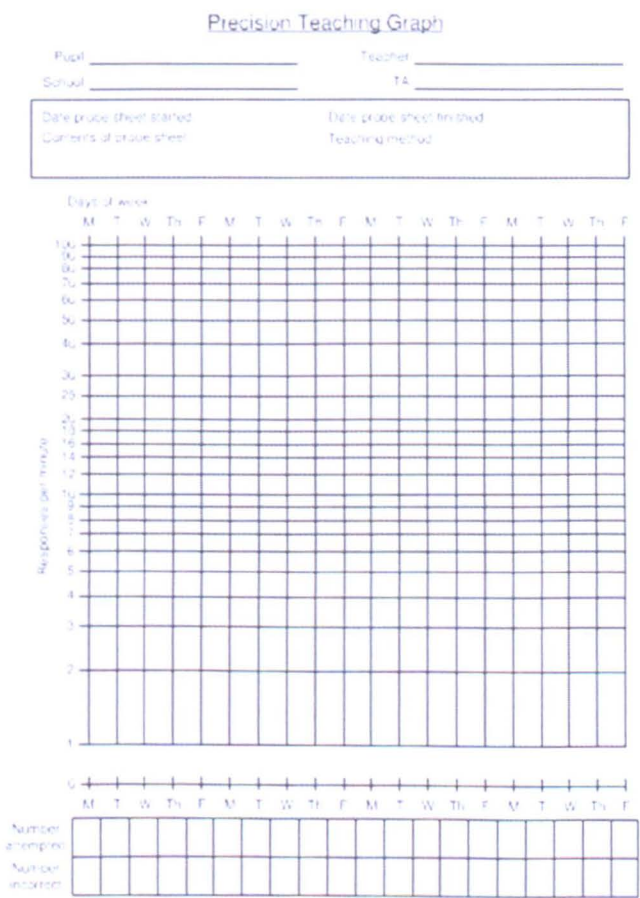 Precision Teaching Graph
Pupil Teacher
School TA
Date probe sheet started Date probe sheet finished
Contents of probe sheet Teaching method
Days of week
M T W Th F M T W Th F M T W Th F M T W Th F
100
90
80
70
60
50
40
30
25
20
18
16
14
12
10
9
8
7
6
5
4
3
2
1
0
Responses per minute
M T W Th F M T W Th F M T W Th F M T W Th F
Number
attempted
Number
incorrect